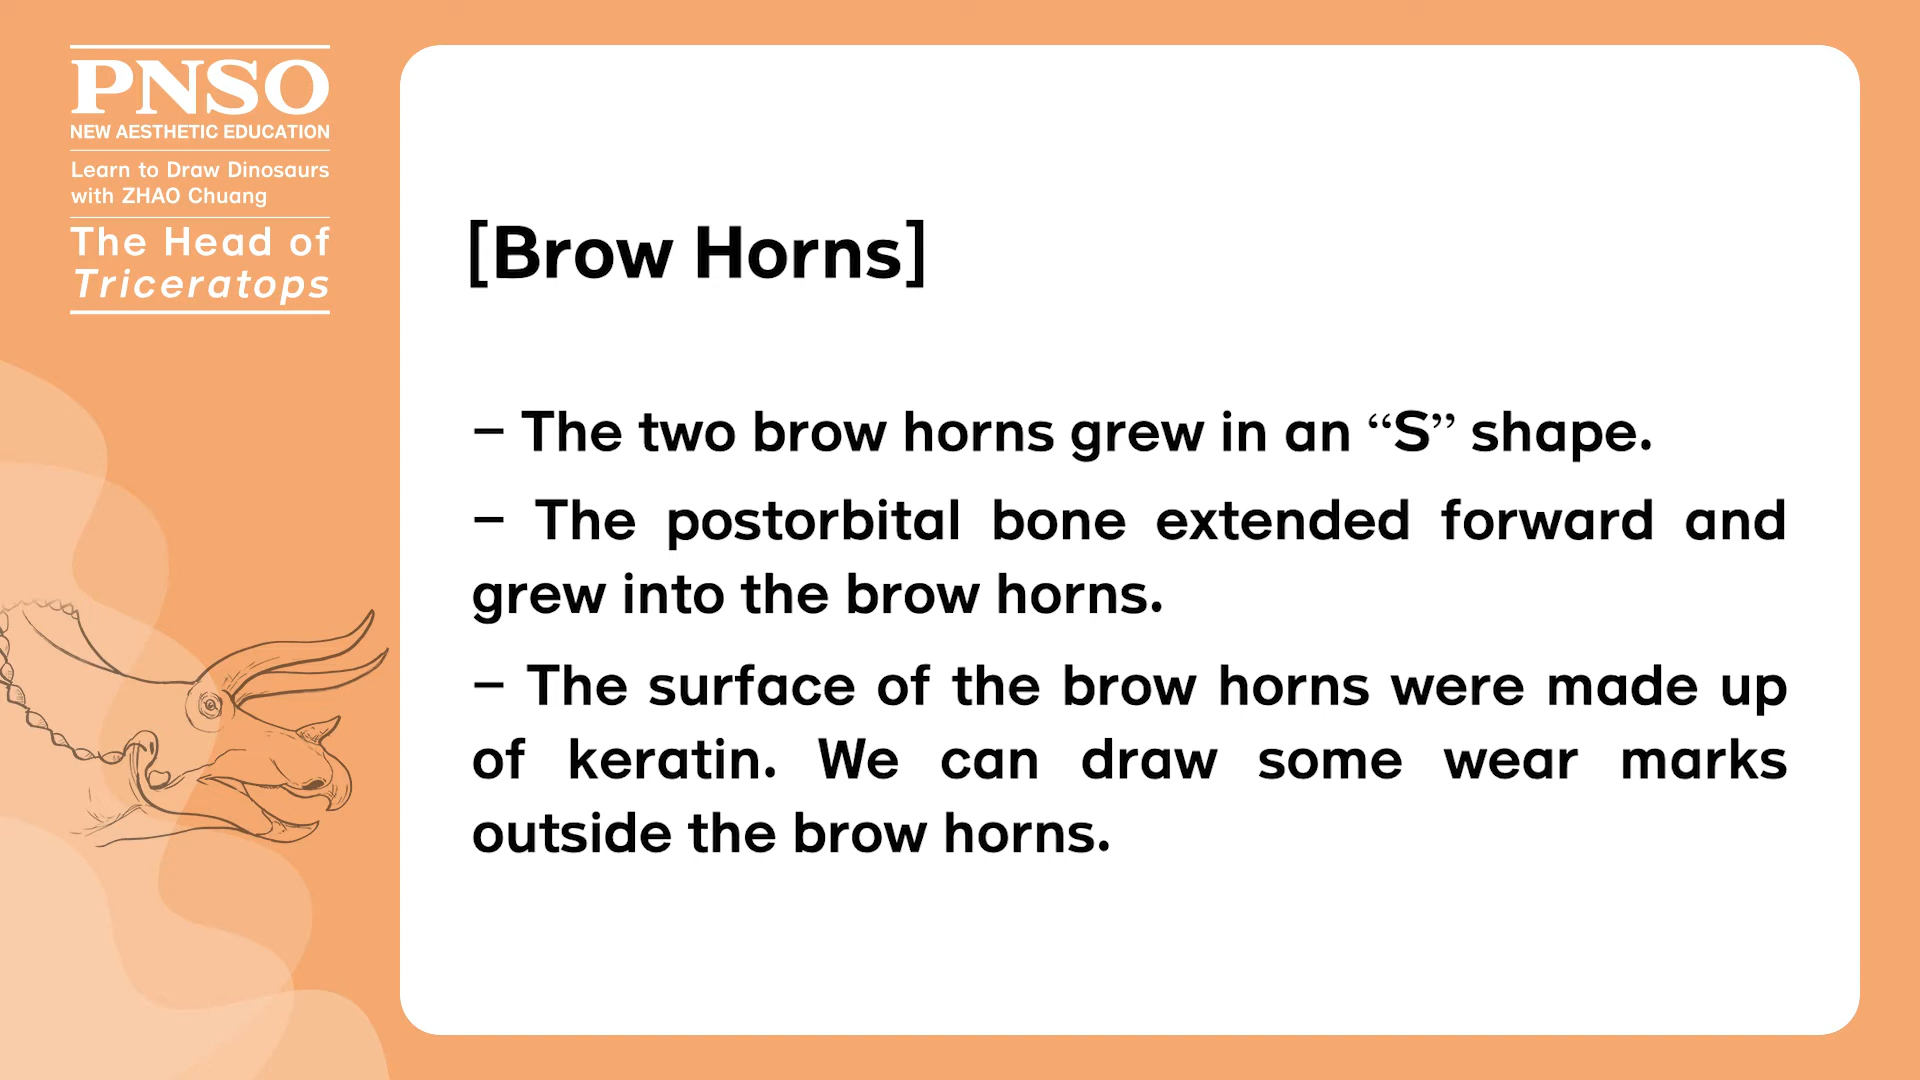 PNSO
NEW AESTHETIC EDUCATION
Learn to Draw Dinosaurs
with ZHAO Chuang
The Head of
Triceratops
[Brow Horns]
– The two brow horns grew in an “S” shape.
– The postorbital bone extended forward and
grew into the brow horns.
– The surface of the brow horns were made up
of keratin. We can draw some wear marks
outside the brow horns.